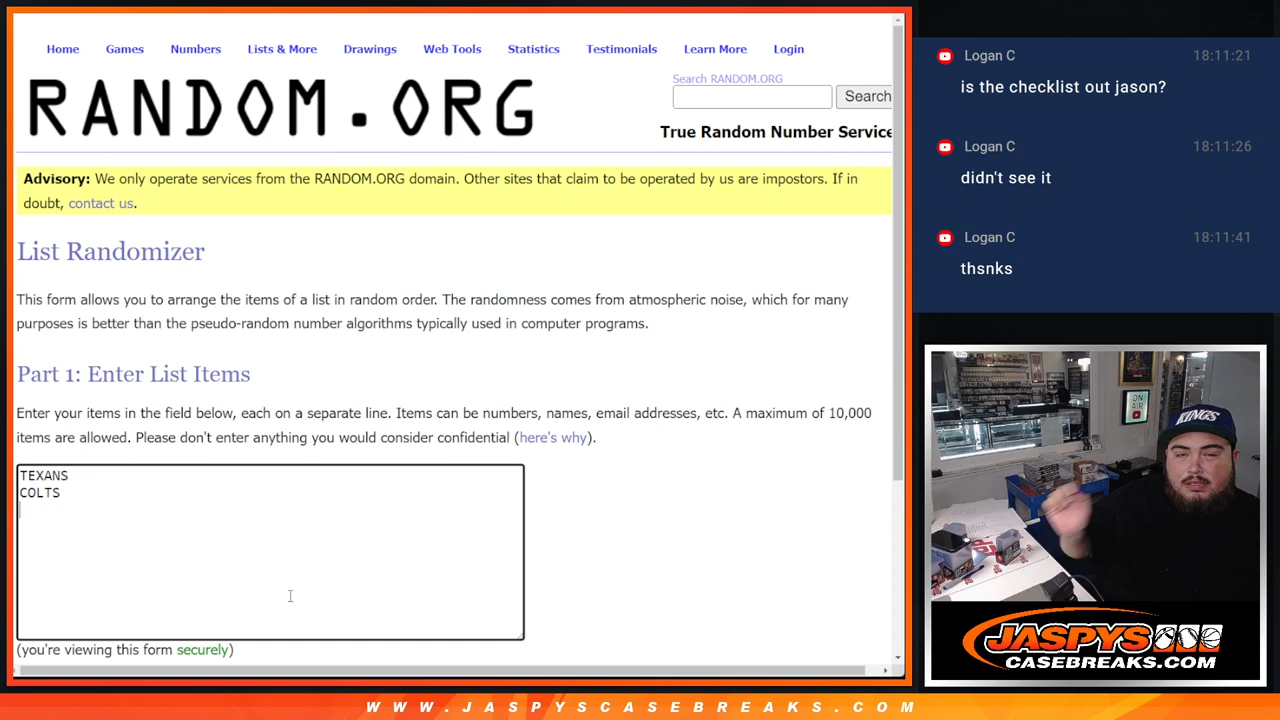 Home Games Numbers Lists & More Drawings Web Tools Statistics Testimonials Learn More Login
RANDOM.ORG
Search RANDOM.ORG
Search
True Random Number Service
Advisory: We only operate services from the RANDOM.ORG domain. Other sites that claim to be operated by us are impostors. If in
doubt, contact us.
List Randomizer
This form allows you to arrange the items of a list in random order. The randomness comes from atmospheric noise, which for many
purposes is better than the pseudo-random number algorithms typically used in computer programs.
Part 1: Enter List Items
Enter your items in the field below, each on a separate line. Items can be numbers, names, email addresses, etc. A maximum of 10,000
items are allowed. Please don't enter anything you would consider confidential (here's why).
TEXANS
COLTS
(you're viewing this form securely)
Logan C 18:11:21
is the checklist out jason?
Logan C 18:11:26
didn't see it
Logan C 18:11:41
thsnks
ON
AIR
KINGS
JASPYS
CASEBREAKS.COM
WWW.JASPYSCASEBREAKS.COM